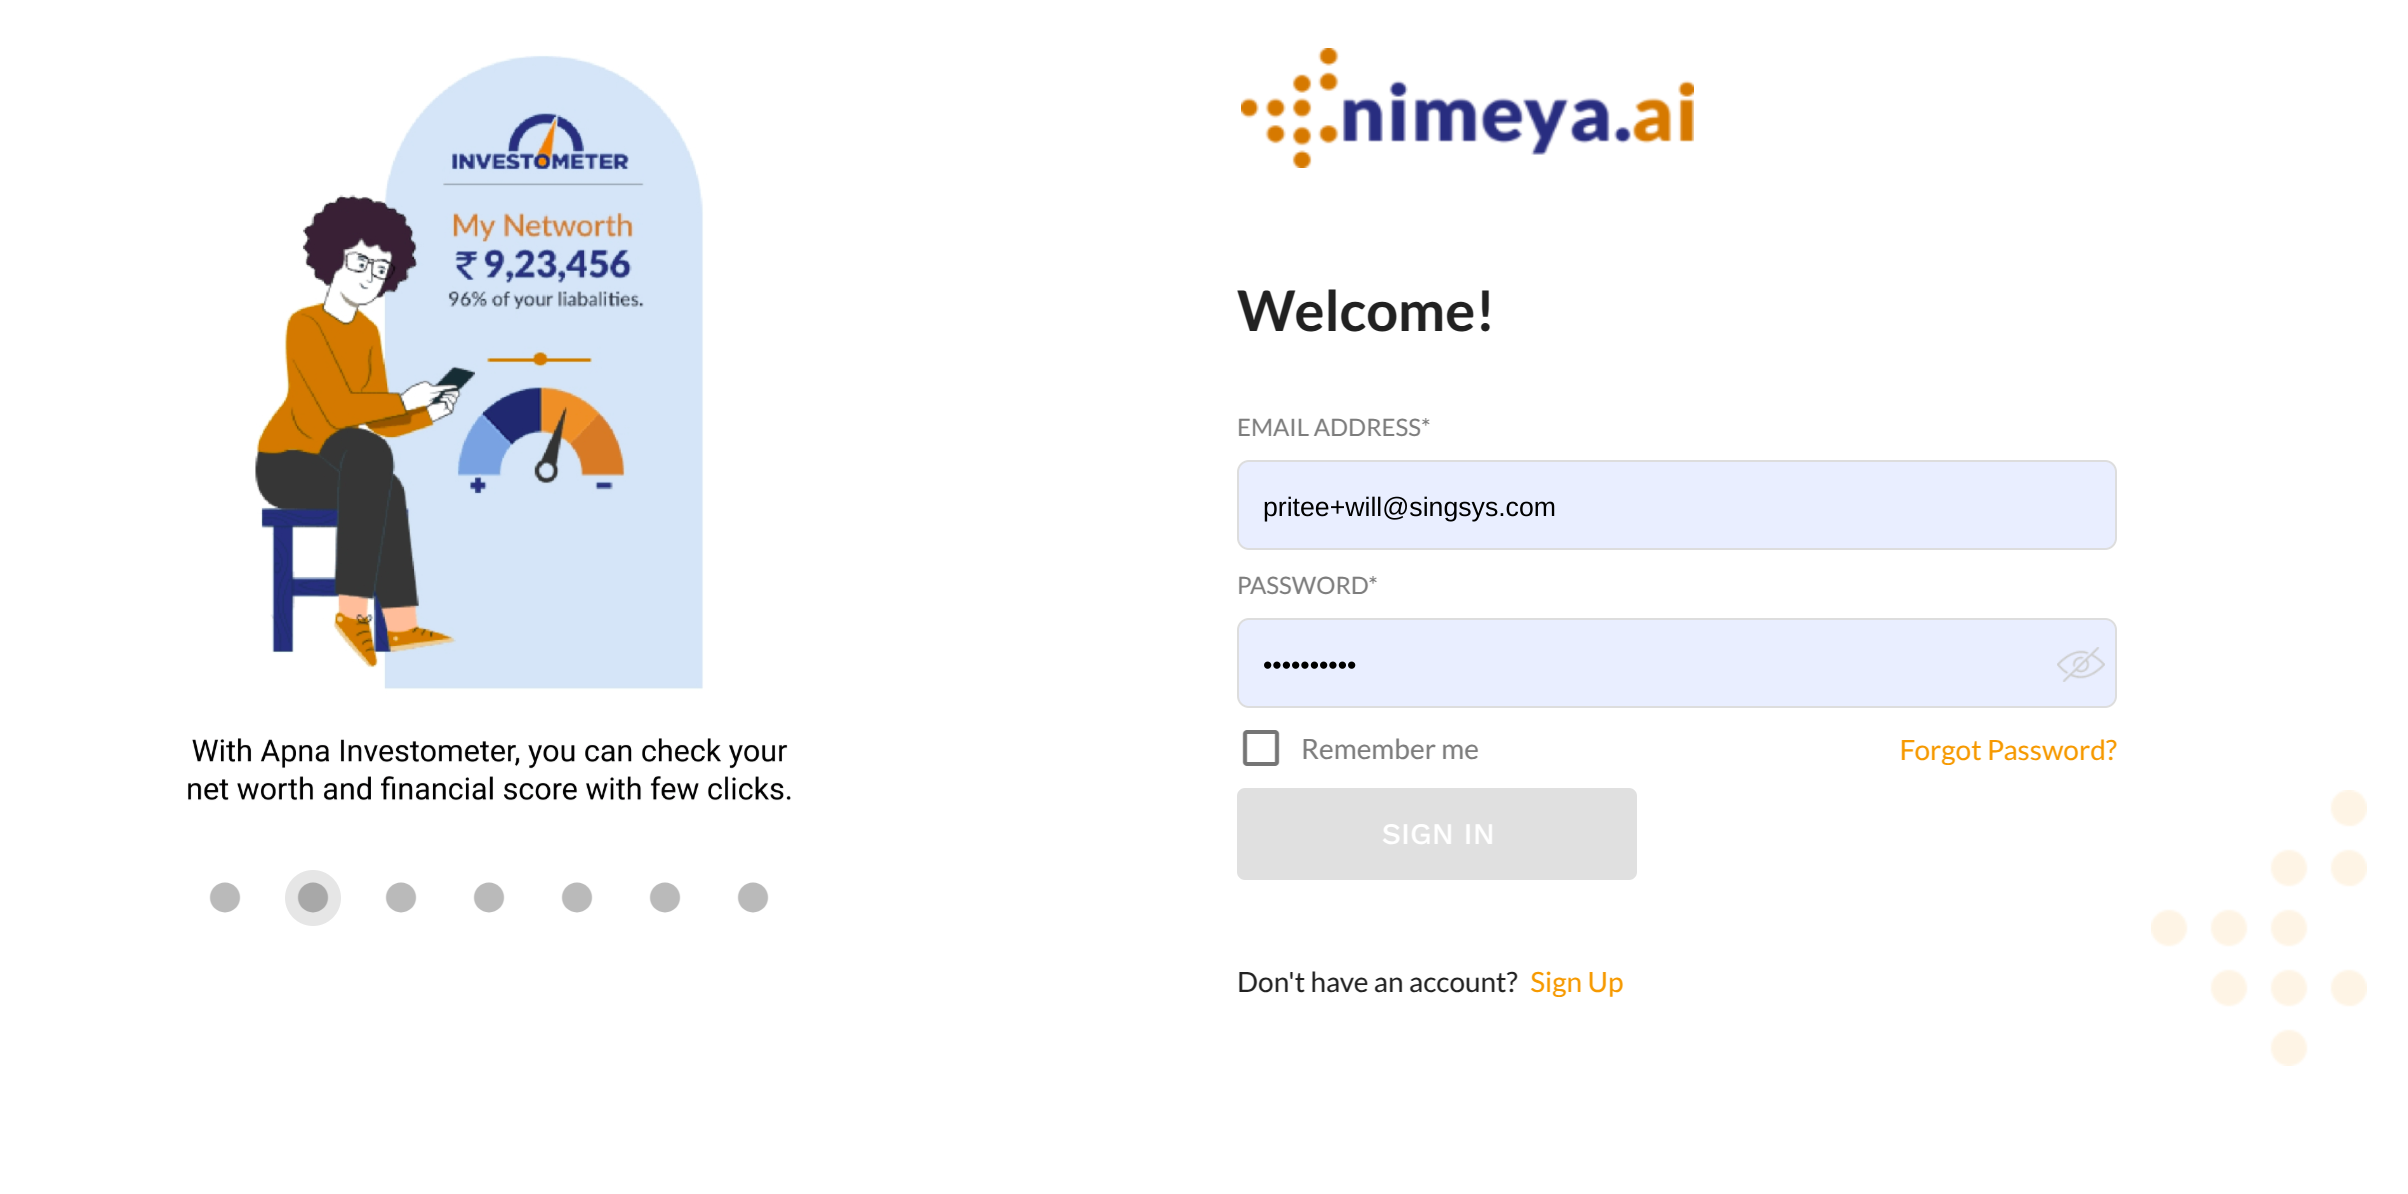 INVESTOMETER
My Networth
₹ 9,23,456
96% of your liabalities.
With Apna Investometer, you can check your
net worth and financial score with few clicks.
nimeya.ai
Welcome!
EMAIL ADDRESS*
pritee+will@singsys.com
PASSWORD*
••••••••••
Remember me
Forgot Password?
SIGN IN
Don't have an account? Sign Up